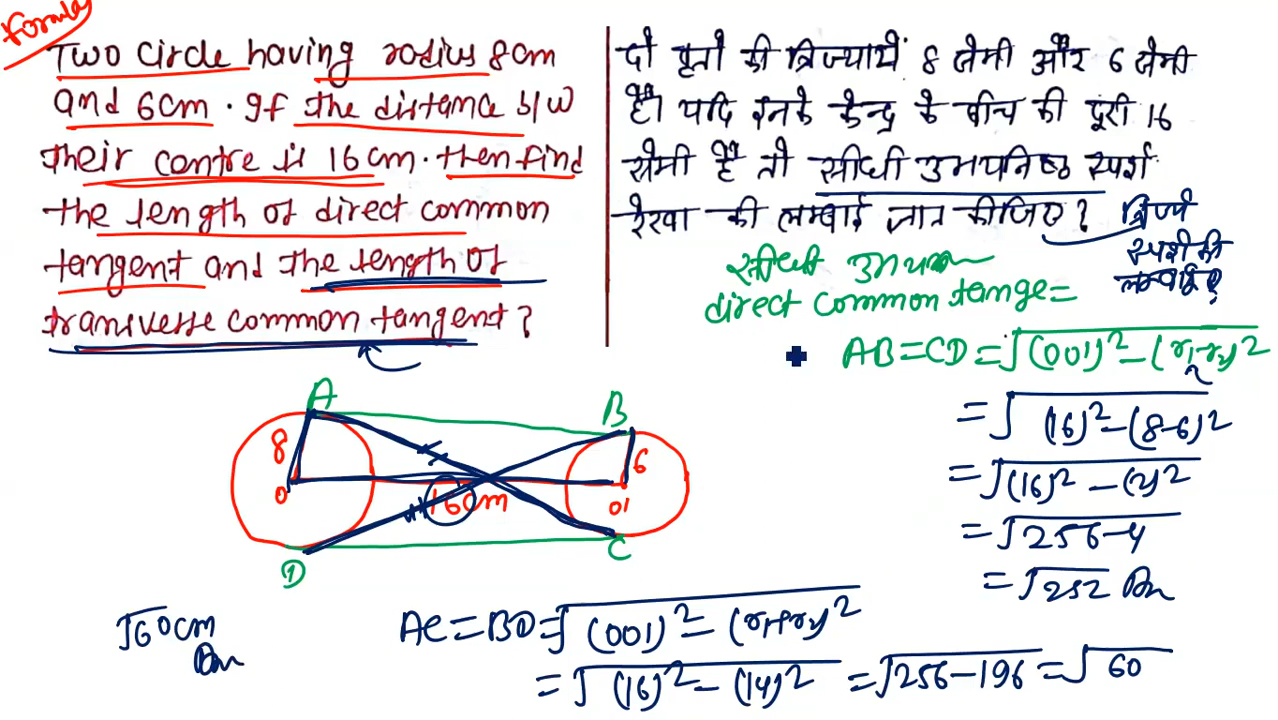 Formula
Two Circle having radius 8cm
and 6cm. If the distance b/w
their centre is 16cm. then find
the length of direct common
tangent and the length of
transverse common tangent?
दो वृतो की त्रिज्यायें 8 सेमी और 6 सेमी
हैं। यदि इनके केन्द्र के बीच की दूरी 16
सेमी है तो सीधी उभयनिष्ठ स्पर्श
रेखा की लम्बाई ज्ञात कीजिए?
direct common tange=
AB=CD=√(OO1)²-(r1-r2)²
=√(16)²-(8-6)²
=√(16)²-(2)²
=√256-4
=√252 Ans
A
B
8
6
O
16cm
O1
D
C
√60cm
Ans
AC=BD=√(OO1)²-(r1+r2)²
=√(16)²-(14)² =√256-196=√60